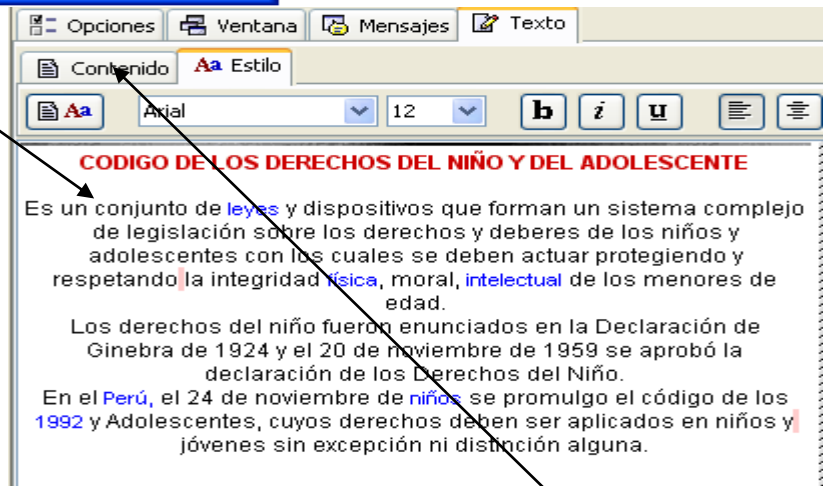 Opciones Ventana Mensajes Texto
Contenido Aa Estilo
Aa Arial 12 b i u
CODIGO DE LOS DERECHOS DEL NIÑO Y DEL ADOLESCENTE
Es un conjunto de leyes y dispositivos que forman un sistema complejo
de legislación sobre los derechos y deberes de los niños y
adolescentes con los cuales se deben actuar protegiendo y
respetando la integridad física, moral, intelectual de los menores de
edad.
Los derechos del niño fueron enunciados en la Declaración de
Ginebra de 1924 y el 20 de noviembre de 1959 se aprobó la
declaración de los Derechos del Niño.
En el Perú, el 24 de noviembre de niños se promulgo el código de los
1992 y Adolescentes, cuyos derechos deben ser aplicados en niños y
jóvenes sin excepción ni distinción alguna.